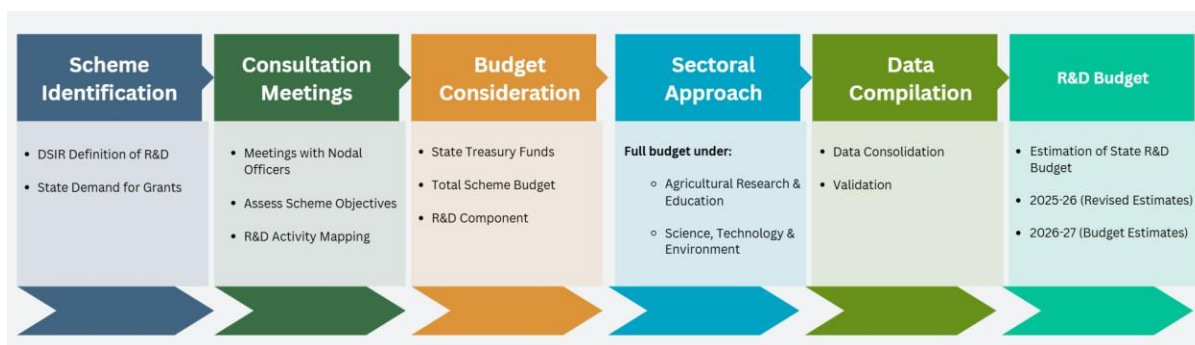 Scheme
Identification
• DSIR Definition of R&D
• State Demand for Grants
Consultation
Meetings
• Meetings with Nodal
Officers
• Assess Scheme Objectives
• R&D Activity Mapping
Budget
Consideration
• State Treasury Funds
• Total Scheme Budget
• R&D Component
Sectoral
Approach
Full budget under:
○ Agricultural Research &
Education
○ Science, Technology &
Environment
Data
Compilation
• Data Consolidation
• Validation
R&D Budget
• Estimation of State R&D
Budget
• 2025-26 (Revised Estimates)
• 2026-27 (Budget Estimates)